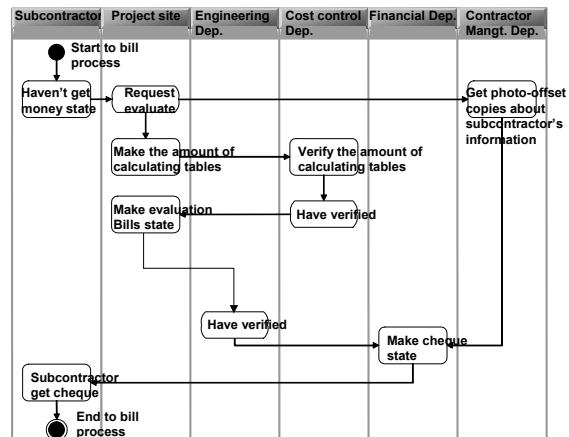 Subcontractor
Project site
Engineering
Dep.
Cost control
Dep.
Financial Dep.
Contractor
Mangt. Dep.
Start to bill
process
Haven't get
money state
Request
evaluate
Get photo-offset
copies about
subcontractor's
information
Make the amount of
calculating tables
Verify the amount of
calculating tables
Make evaluation
Bills state
Have verified
Have verified
Make cheque
state
Subcontractor
get cheque
End to bill
process